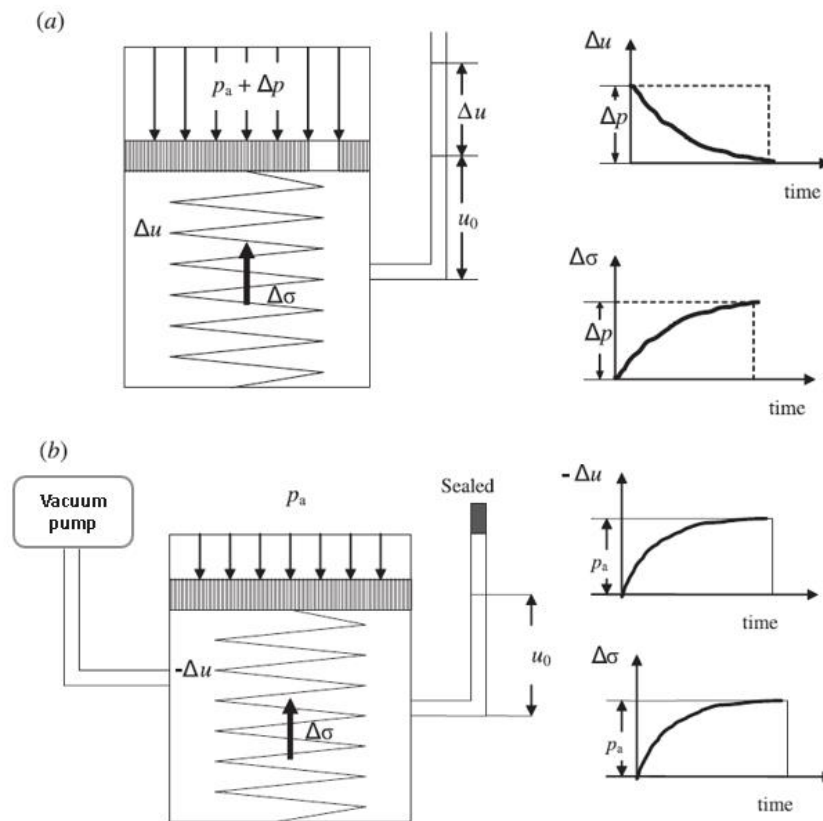 (a)
pₐ + Δp
Δu
u₀
Δu
Δσ
Δu
Δp
time
Δσ
Δp
time
(b)
Vacuum
pump
pₐ
Sealed
u₀
-Δu
Δσ
- Δu
pₐ
time
Δσ
pₐ
time